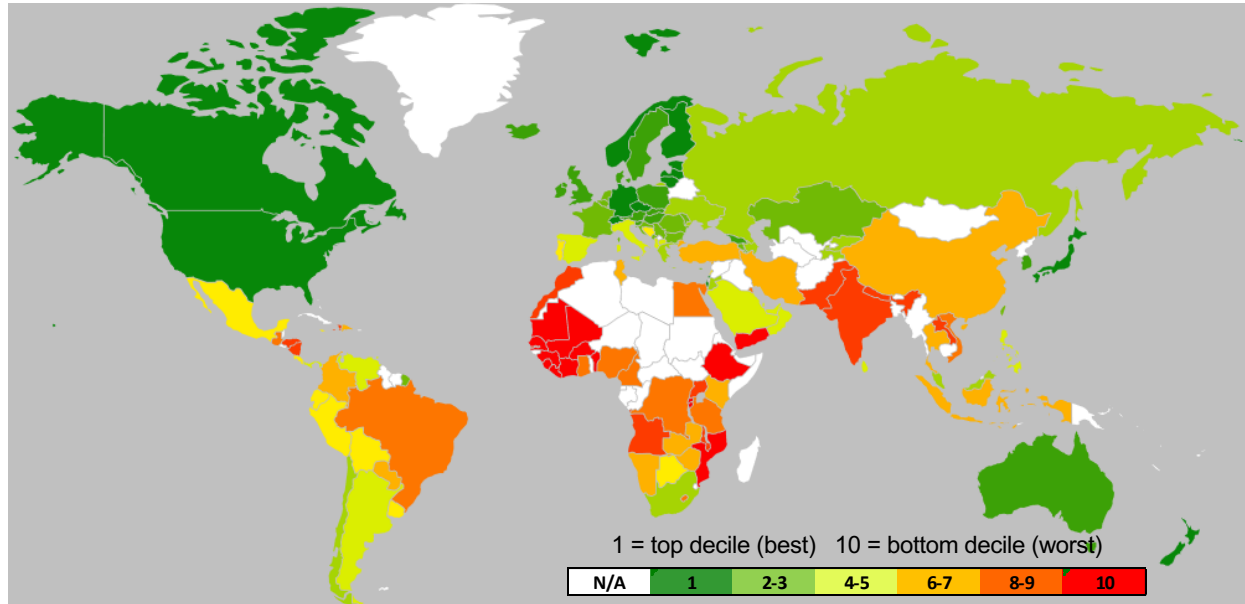 1 = top decile (best) 10 = bottom decile (worst)
N/A 1 2-3 4-5 6-7 8-9 10